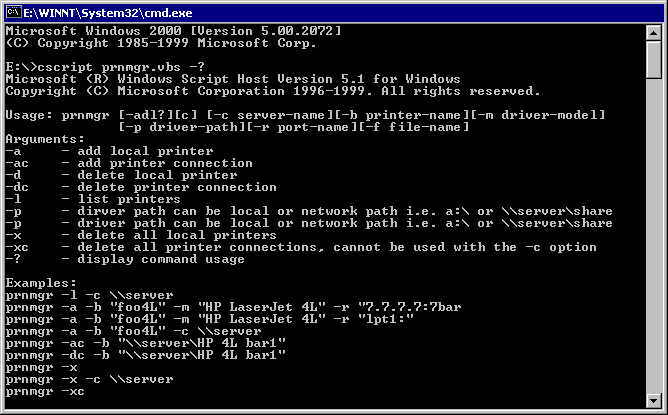 E:\WINNT\System32\cmd.exe
Microsoft Windows 2000 [Version 5.00.2072]
(C) Copyright 1985-1999 Microsoft Corp.
E:\>cscript prnmgr.vbs -?
Microsoft (R) Windows Script Host Version 5.1 for Windows
Copyright (C) Microsoft Corporation 1996-1999. All rights reserved.
Usage: prnmgr [-adl?][c] [-c server-name][-b printer-name][-m driver-model]
[-p driver-path][-r port-name][-f file-name]
Arguments:
-a - add local printer
-ac - add printer connection
-d - delete local printer
-dc - delete printer connection
-l - list printers
-p - dirver path can be local or network path i.e. a:\ or \\server\share
-p - driver path can be local or network path i.e. a:\ or \\server\share
-x - delete all local printers
-xc - delete all printer connections, cannot be used with the -c option
-? - display command usage
Examples:
prnmgr -l -c \\server
prnmgr -a -b "foo4L" -m "HP LaserJet 4L" -r "7.7.7.7:7bar
prnmgr -a -b "foo4L" -m "HP LaserJet 4L" -r "lpt1:"
prnmgr -a -b "foo4L" -c \\server
prnmgr -ac -b "\\server\HP 4L bar1"
prnmgr -dc -b "\\server\HP 4L bar1"
prnmgr -x
prnmgr -x -c \\server
prnmgr -xc